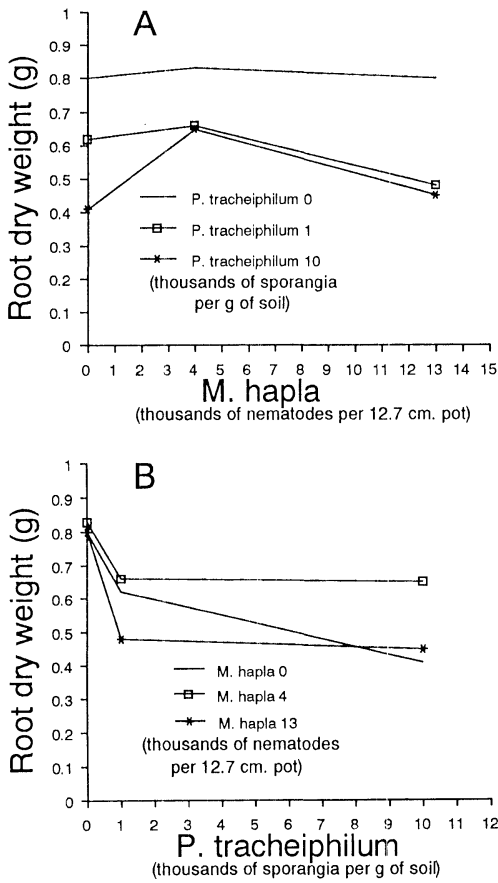 A
Root dry weight (g)
1
0.9
0.8
0.7
0.6
0.5
0.4
0.3
0.2
0.1
0
P. tracheiphilum 0
P. tracheiphilum 1
P. tracheiphilum 10
(thousands of sporangia
per g of soil)
0 1 2 3 4 5 6 7 8 9 10 11 12 13 14 15
M. hapla
(thousands of nematodes per 12.7 cm. pot)
B
Root dry weight (g)
1
0.9
0.8
0.7
0.6
0.5
0.4
0.3
0.2
0.1
0
M. hapla 0
M. hapla 4
M. hapla 13
(thousands of nematodes
per 12.7 cm. pot)
0 1 2 3 4 5 6 7 8 9 10 11 12
P. tracheiphilum
(thousands of sporangia per g of soil)